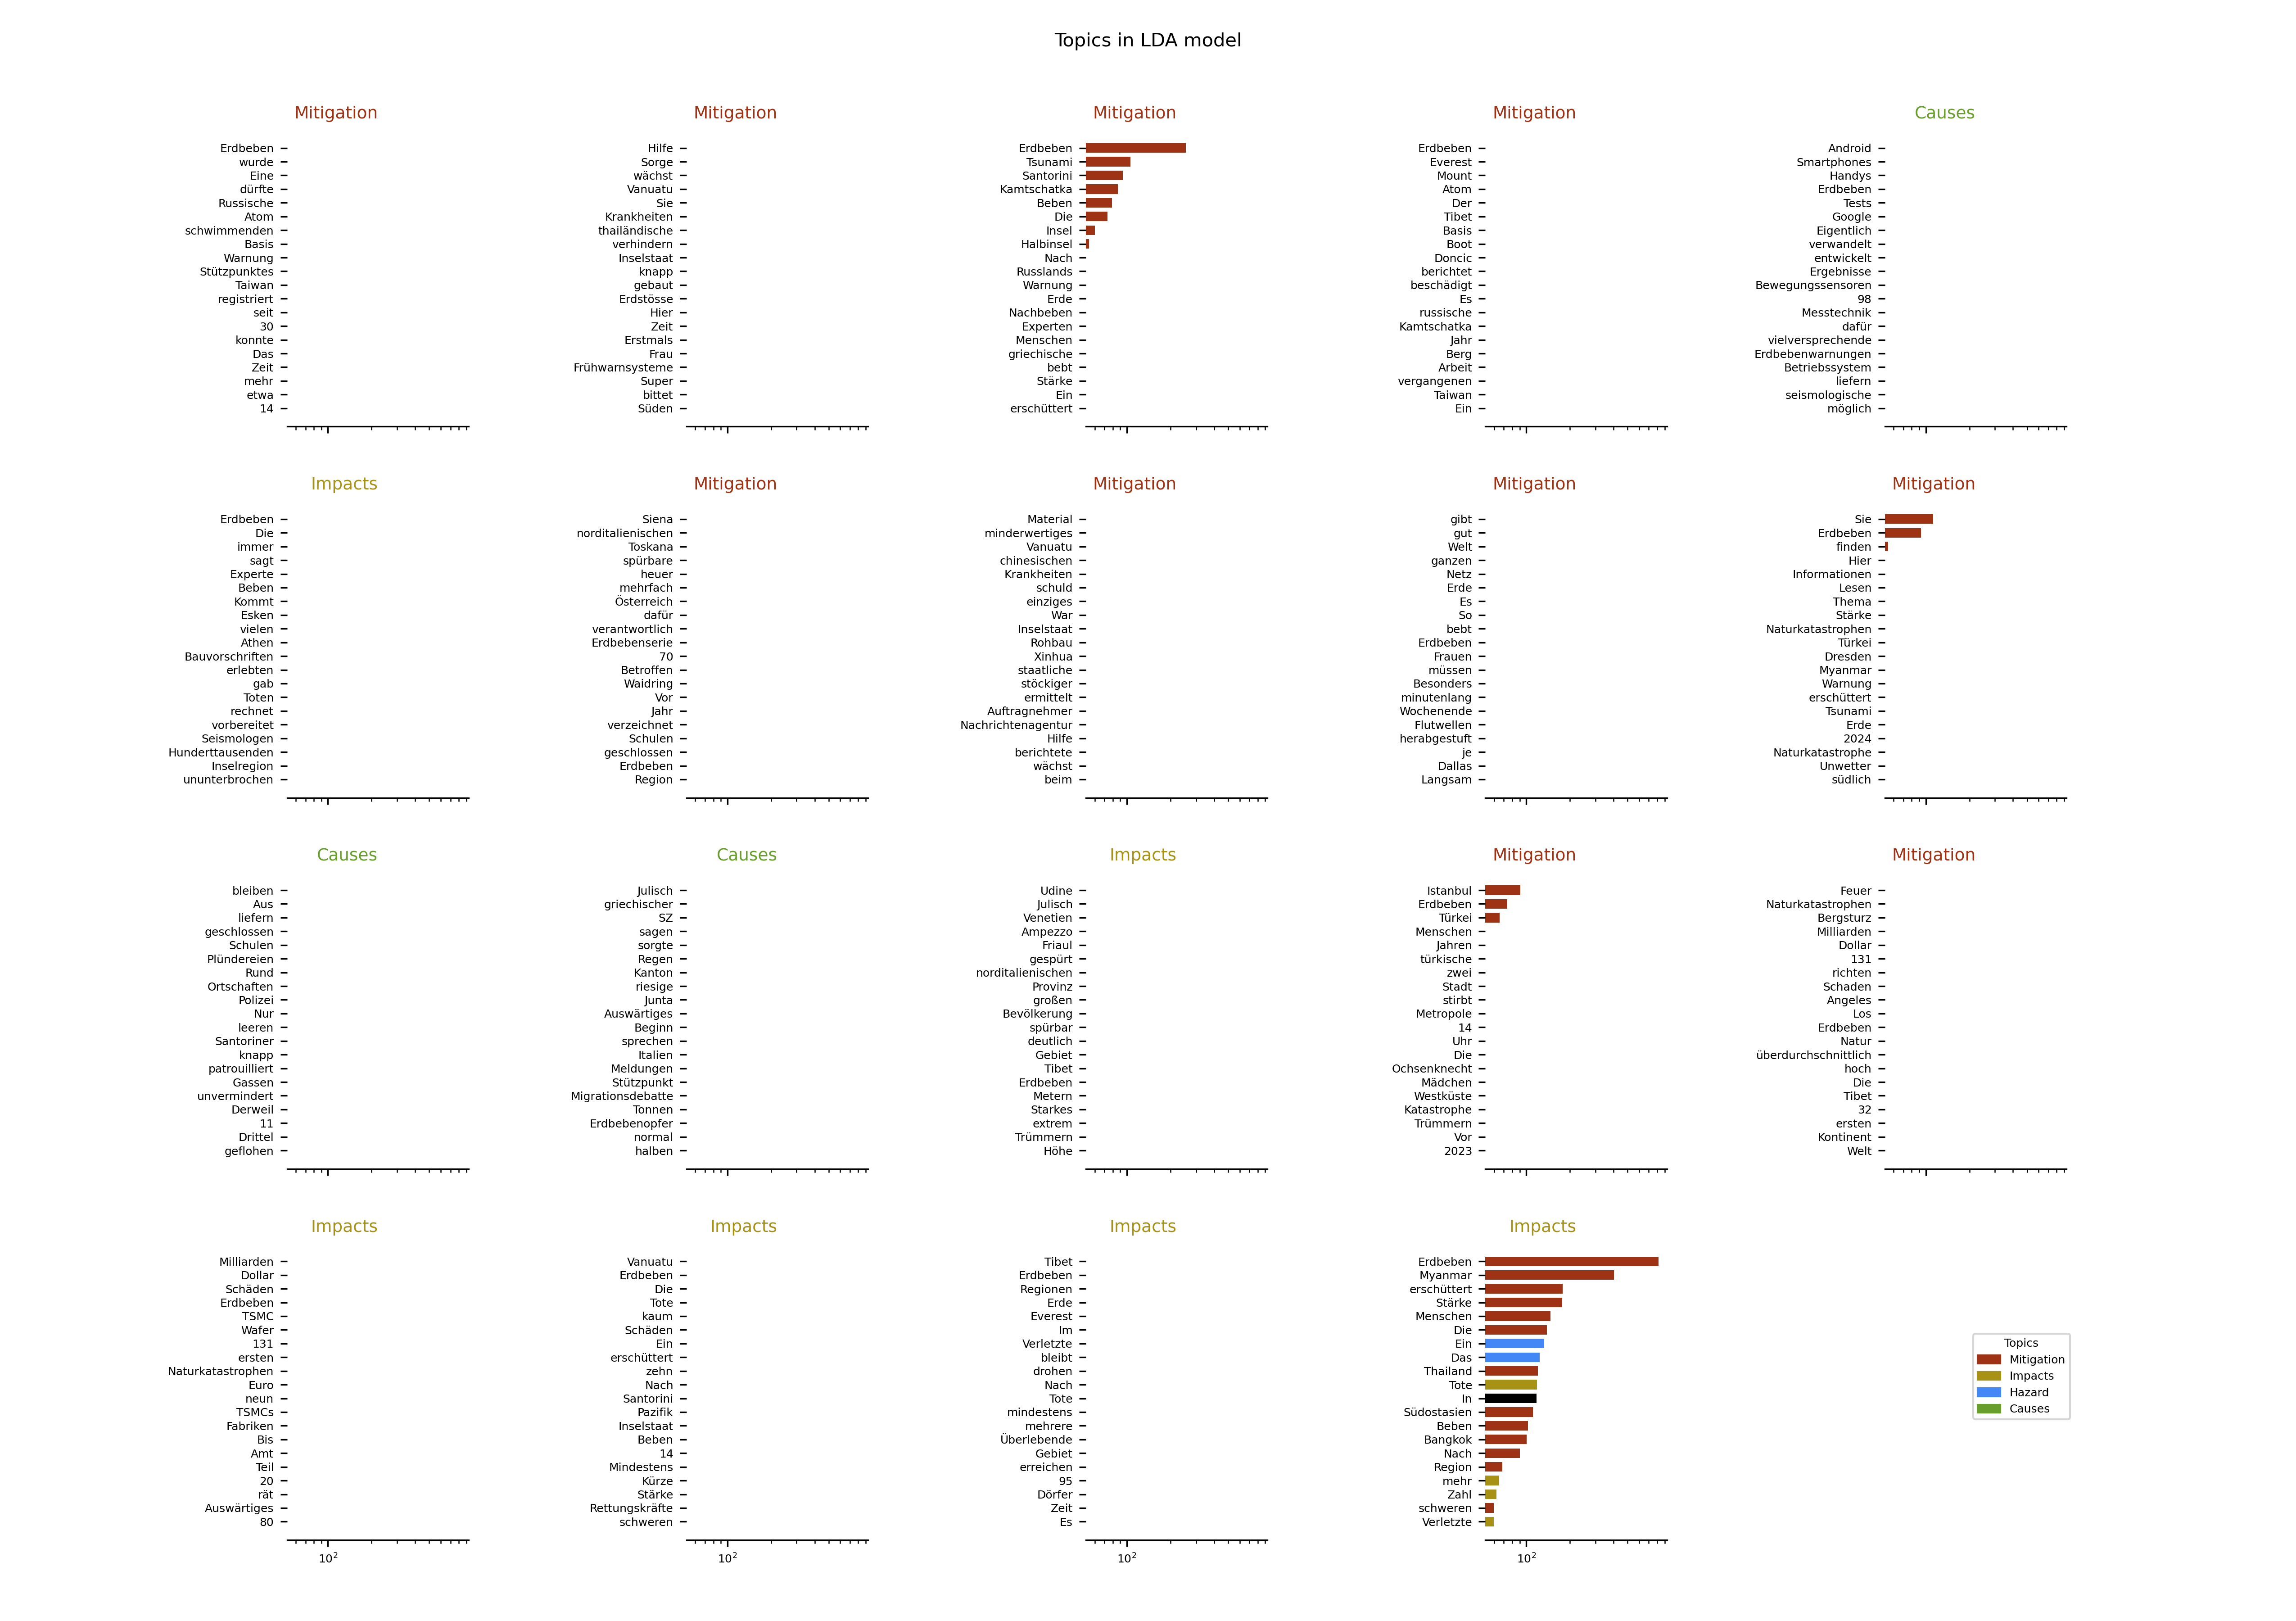 Topics in LDA model
Mitigation
Erdbeben
wurde
Eine
dürfte
Russische
Atom
schwimmenden
Basis
Warnung
Stützpunktes
Taiwan
registriert
seit
30
konnte
Das
Zeit
mehr
etwa
14
Mitigation
Hilfe
Sorge
wächst
Vanuatu
Sie
Krankheiten
thailändische
verhindern
Inselstaat
knapp
gebaut
Erdstösse
Hier
Zeit
Erstmals
Frau
Frühwarnsysteme
Super
bittet
Süden
Mitigation
Erdbeben
Tsunami
Santorini
Kamtschatka
Beben
Die
Insel
Halbinsel
Nach
Russlands
Warnung
Erde
Nachbeben
Experten
Menschen
griechische
bebt
Stärke
Ein
erschüttert
Mitigation
Erdbeben
Everest
Mount
Atom
Der
Tibet
Basis
Boot
Doncic
berichtet
beschädigt
Es
russische
Kamtschatka
Jahr
Berg
Arbeit
vergangenen
Taiwan
Ein
Causes
Android
Smartphones
Handys
Erdbeben
Tests
Google
Eigentlich
verwandelt
entwickelt
Ergebnisse
Bewegungssensoren
98
Messtechnik
dafür
vielversprechende
Erdbebenwarnungen
Betriebssystem
liefern
seismologische
möglich
Impacts
Erdbeben
Die
immer
sagt
Experte
Beben
Kommt
Esken
vielen
Athen
Bauvorschriften
erlebten
gab
Toten
rechnet
vorbereitet
Seismologen
Hunderttausenden
Inselregion
ununterbrochen
Mitigation
Siena
norditalienischen
Toskana
spürbare
heuer
mehrfach
Österreich
dafür
verantwortlich
Erdbebenserie
70
Betroffen
Waidring
Vor
Jahr
verzeichnet
Schulen
geschlossen
Erdbeben
Region
Mitigation
Material
minderwertiges
Vanuatu
chinesischen
Krankheiten
schuld
einziges
War
Inselstaat
Rohbau
Xinhua
staatliche
stöckiger
ermittelt
Auftragnehmer
Nachrichtenagentur
Hilfe
berichtete
wächst
beim
Mitigation
gibt
gut
Welt
ganzen
Netz
Erde
Es
So
bebt
Erdbeben
Frauen
müssen
Besonders
minutenlang
Wochenende
Flutwellen
herabgestuft
je
Dallas
Langsam
Mitigation
Sie
Erdbeben
finden
Hier
Informationen
Lesen
Thema
Stärke
Naturkatastrophen
Türkei
Dresden
Myanmar
Warnung
erschüttert
Tsunami
Erde
2024
Naturkatastrophe
Unwetter
südlich
Causes
bleiben
Aus
liefern
geschlossen
Schulen
Plündereien
Rund
Ortschaften
Polizei
Nur
leeren
Santoriner
knapp
patrouilliert
Gassen
unvermindert
Derweil
11
Drittel
geflohen
Causes
Julisch
griechischer
SZ
sagen
sorgte
Regen
Kanton
riesige
Junta
Auswärtiges
Beginn
sprechen
Italien
Meldungen
Stützpunkt
Migrationsdebatte
Tonnen
Erdbebenopfer
normal
halben
Impacts
Udine
Julisch
Venetien
Ampezzo
Friaul
gespürt
norditalienischen
Provinz
großen
Bevölkerung
spürbar
deutlich
Gebiet
Tibet
Erdbeben
Metern
Starkes
extrem
Trümmern
Höhe
Mitigation
Istanbul
Erdbeben
Türkei
Menschen
Jahren
türkische
zwei
Stadt
stirbt
Metropole
14
Uhr
Die
Ochsenknecht
Mädchen
Westküste
Katastrophe
Trümmern
Vor
2023
Mitigation
Feuer
Naturkatastrophen
Bergsturz
Milliarden
Dollar
131
richten
Schaden
Angeles
Los
Erdbeben
Natur
überdurchschnittlich
hoch
Die
Tibet
32
ersten
Kontinent
Welt
Impacts
Milliarden
Dollar
Schäden
Erdbeben
TSMC
Wafer
131
ersten
Naturkatastrophen
Euro
neun
TSMCs
Fabriken
Bis
Amt
Teil
20
rät
Auswärtiges
80
10²
Impacts
Vanuatu
Erdbeben
Die
Tote
kaum
Schäden
Ein
erschüttert
zehn
Nach
Santorini
Pazifik
Inselstaat
Beben
14
Mindestens
Kürze
Stärke
Rettungskräfte
schweren
10²
Impacts
Tibet
Erdbeben
Regionen
Erde
Everest
Im
Verletzte
bleibt
drohen
Nach
Tote
mindestens
mehrere
Überlebende
Gebiet
erreichen
95
Dörfer
Zeit
Es
10²
Impacts
Erdbeben
Myanmar
erschüttert
Stärke
Menschen
Die
Ein
Das
Thailand
Tote
In
Südostasien
Beben
Bangkok
Nach
Region
mehr
Zahl
schweren
Verletzte
10²
Topics
Mitigation
Impacts
Hazard
Causes